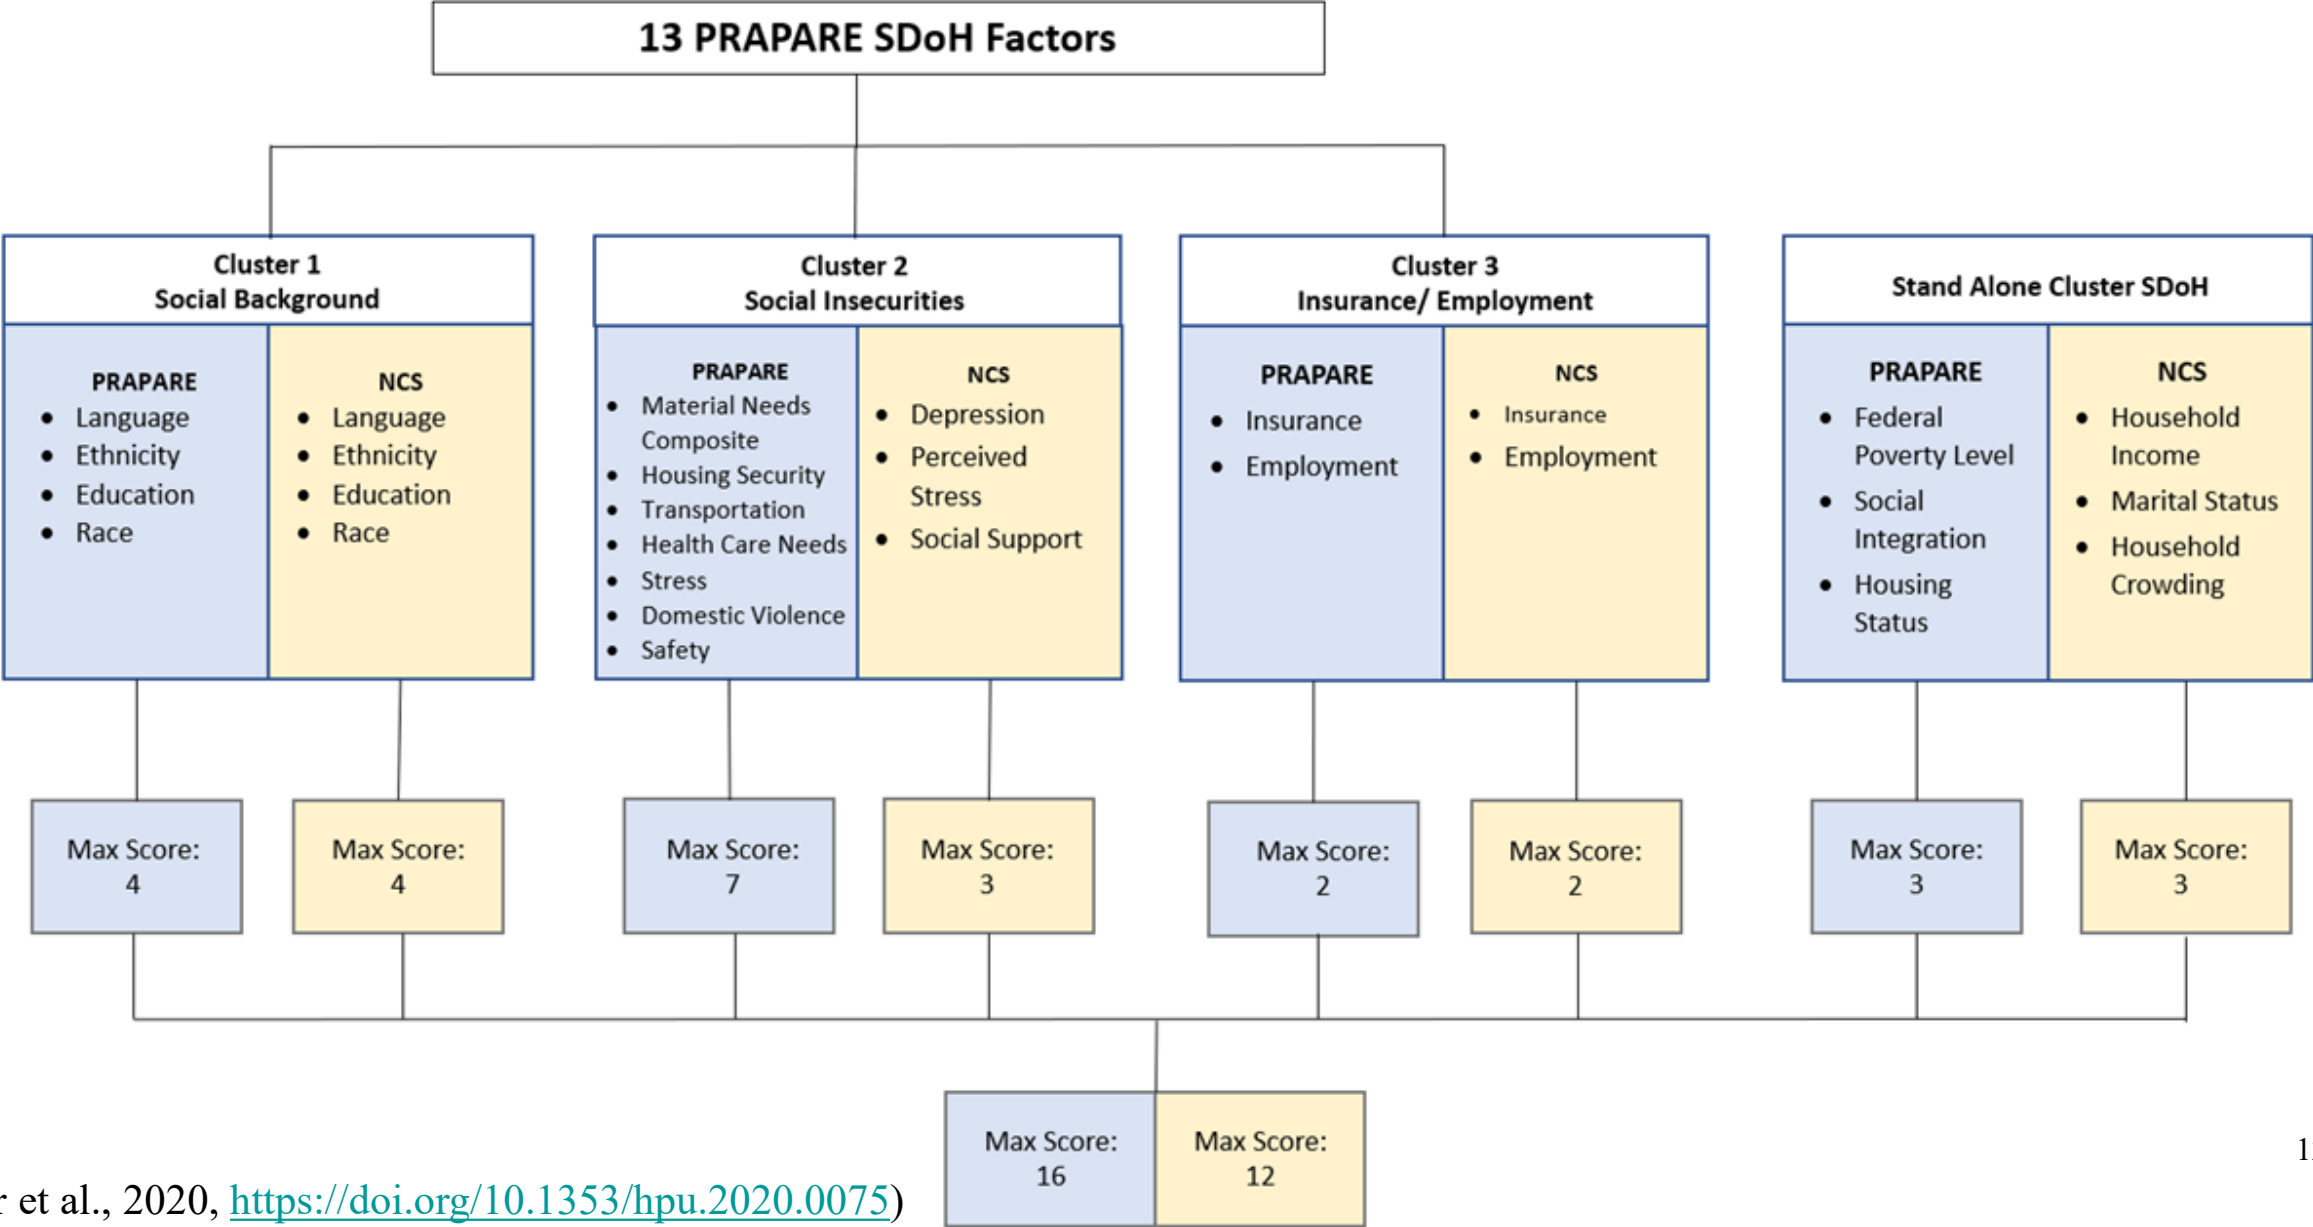 13 PRAPARE SDoH Factors
Cluster 1
Social Background
PRAPARE
• Language
• Ethnicity
• Education
• Race
NCS
• Language
• Ethnicity
• Education
• Race
Cluster 2
Social Insecurities
PRAPARE
• Material Needs
Composite
• Housing Security
• Transportation
• Health Care Needs
• Stress
• Domestic Violence
• Safety
NCS
• Depression
• Perceived
Stress
• Social Support
Cluster 3
Insurance/ Employment
PRAPARE
• Insurance
• Employment
NCS
• Insurance
• Employment
Stand Alone Cluster SDoH
PRAPARE
• Federal
Poverty Level
• Social
Integration
• Housing
Status
NCS
• Household
Income
• Marital Status
• Household
Crowding
Max Score:
4
Max Score:
4
Max Score:
7
Max Score:
3
Max Score:
2
Max Score:
2
Max Score:
3
Max Score:
3
Max Score:
16
Max Score:
12
et al., 2020, https://doi.org/10.1353/hpu.2020.0075)